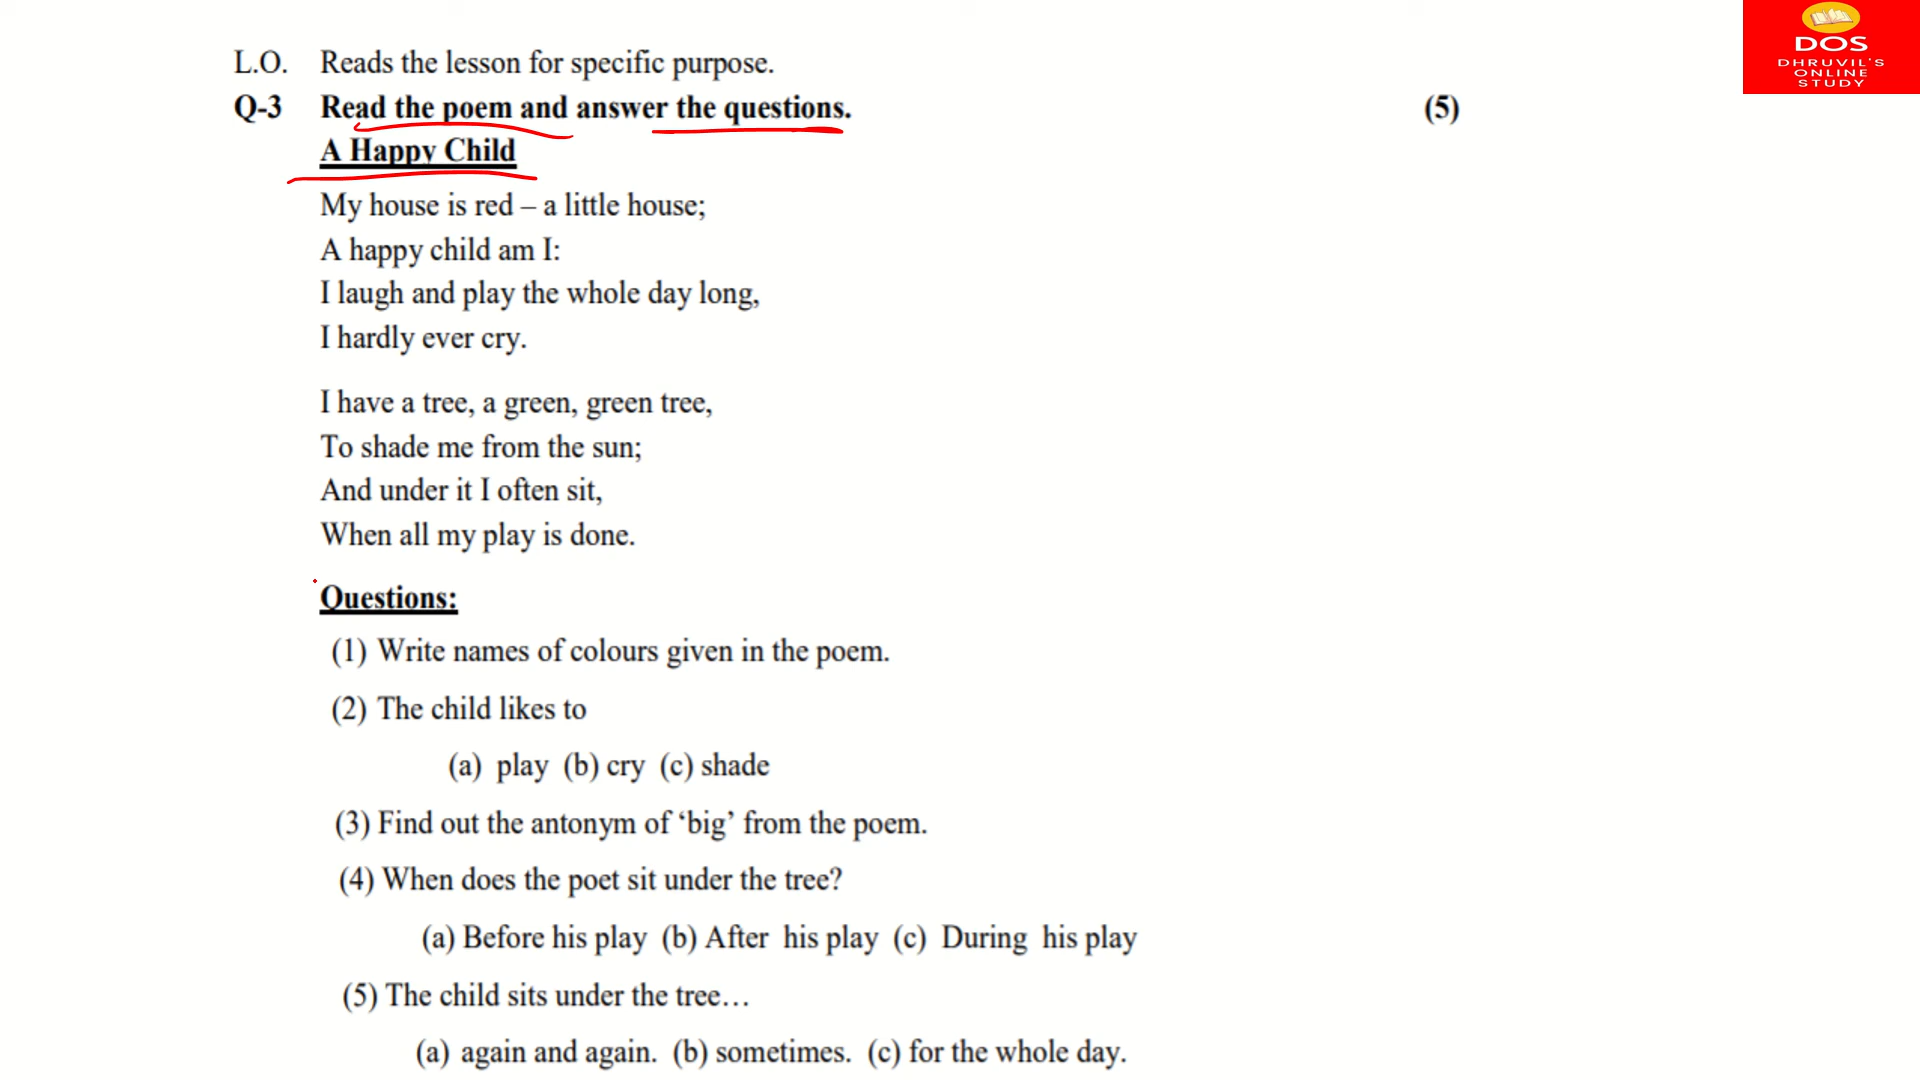 DOS
DHRUVIL'S
ONLINE
STUDY
L.O. Reads the lesson for specific purpose.
Q-3 Read the poem and answer the questions. (5)
A Happy Child
My house is red – a little house;
A happy child am I:
I laugh and play the whole day long,
I hardly ever cry.
I have a tree, a green, green tree,
To shade me from the sun;
And under it I often sit,
When all my play is done.
Questions:
(1) Write names of colours given in the poem.
(2) The child likes to
(a) play (b) cry (c) shade
(3) Find out the antonym of ‘big’ from the poem.
(4) When does the poet sit under the tree?
(a) Before his play (b) After his play (c) During his play
(5) The child sits under the tree…
(a) again and again. (b) sometimes. (c) for the whole day.